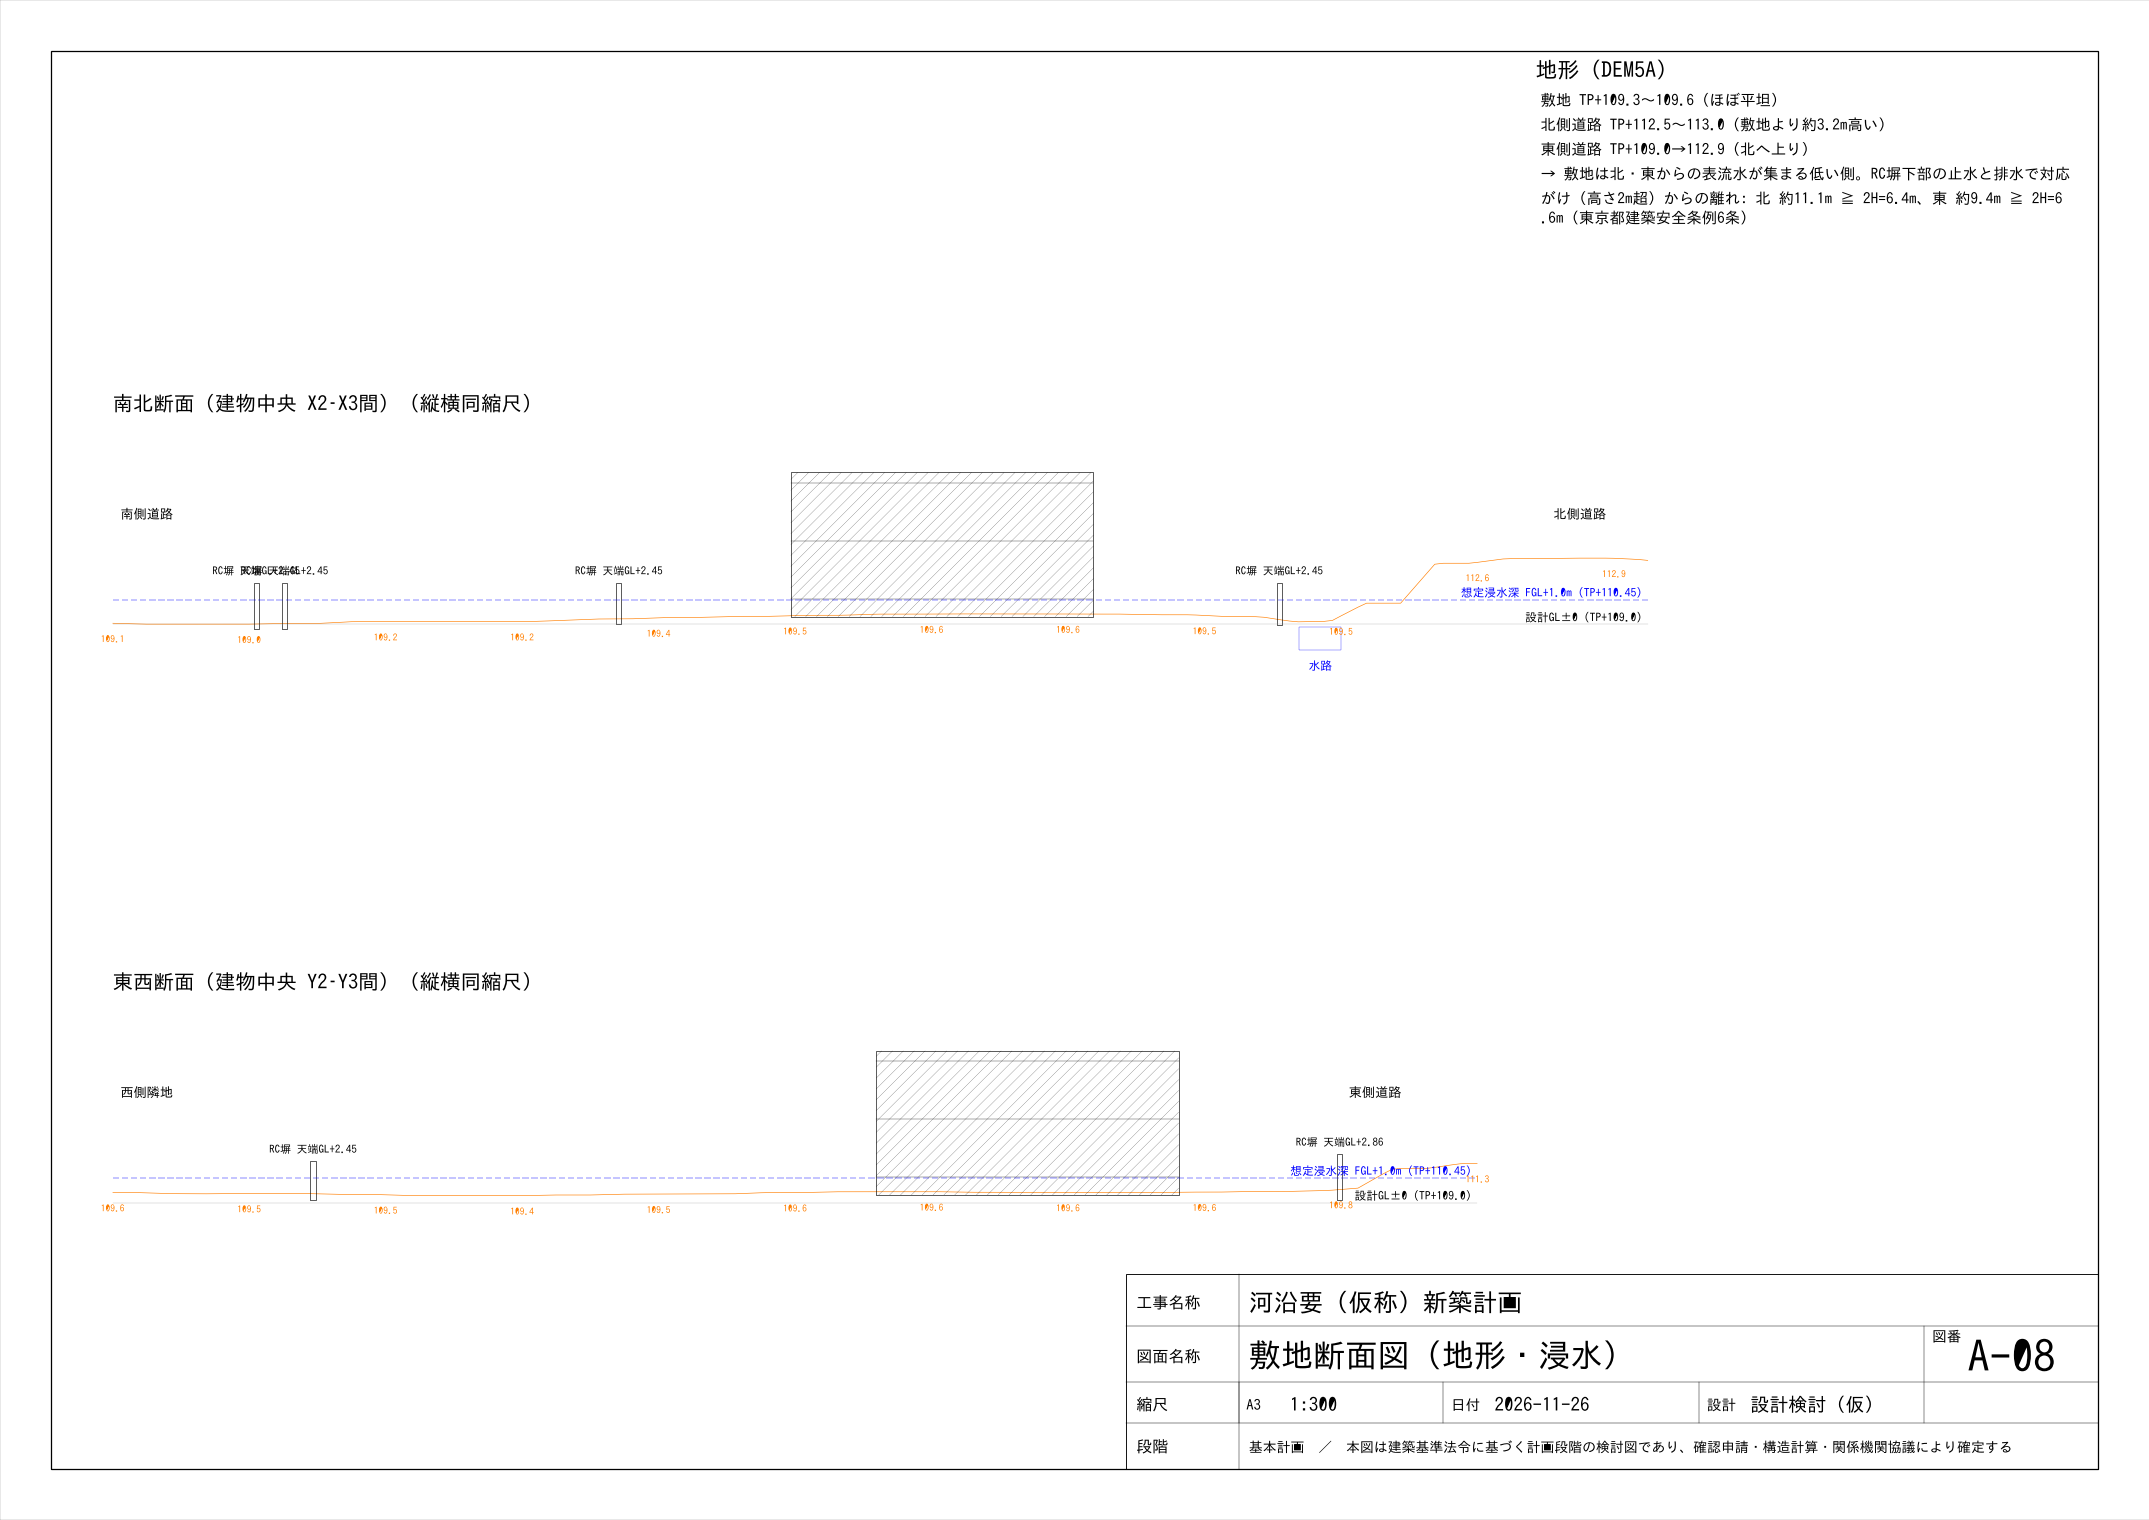 地形（DEM5A）
敷地 TP+109.3～109.6（ほぼ平坦）
北側道路 TP+112.5～113.0（敷地より約3.2m高い）
東側道路 TP+109.0→112.9（北へ上り）
→ 敷地は北・東からの表流水が集まる低い側。RC塀下部の止水と排水で対応
がけ（高さ2m超）からの離れ: 北 約11.1m ≧ 2H=6.4m、東 約9.4m ≧ 2H=6
.6m（東京都建築安全条例6条）
南北断面（建物中央 X2-X3間）（縦横同縮尺）
南側道路
北側道路
RC塀 天端GL+2.45
RC塀 天端GL+2.45
RC塀 天端GL+2.45
RC塀 天端GL+2.45
112.6
112.9
想定浸水深 FGL+1.0m（TP+110.45）
設計GL±0（TP+109.0）
109.1
109.0
109.2
109.2
109.4
109.5
109.6
109.6
109.5
109.5
水路
東西断面（建物中央 Y2-Y3間）（縦横同縮尺）
西側隣地
東側道路
RC塀 天端GL+2.45
RC塀 天端GL+2.86
想定浸水深 FGL+1.0m（TP+110.45）
111.3
設計GL±0（TP+109.0）
109.6
109.5
109.5
109.4
109.5
109.6
109.6
109.6
109.6
109.8
工事名称 河沿要（仮称）新築計画
図面名称 敷地断面図（地形・浸水）
図番 A-08
縮尺 A3 1:300 日付 2026-11-26 設計 設計検討（仮）
段階 基本計画 ／ 本図は建築基準法令に基づく計画段階の検討図であり、確認申請・構造計算・関係機関協議により確定する